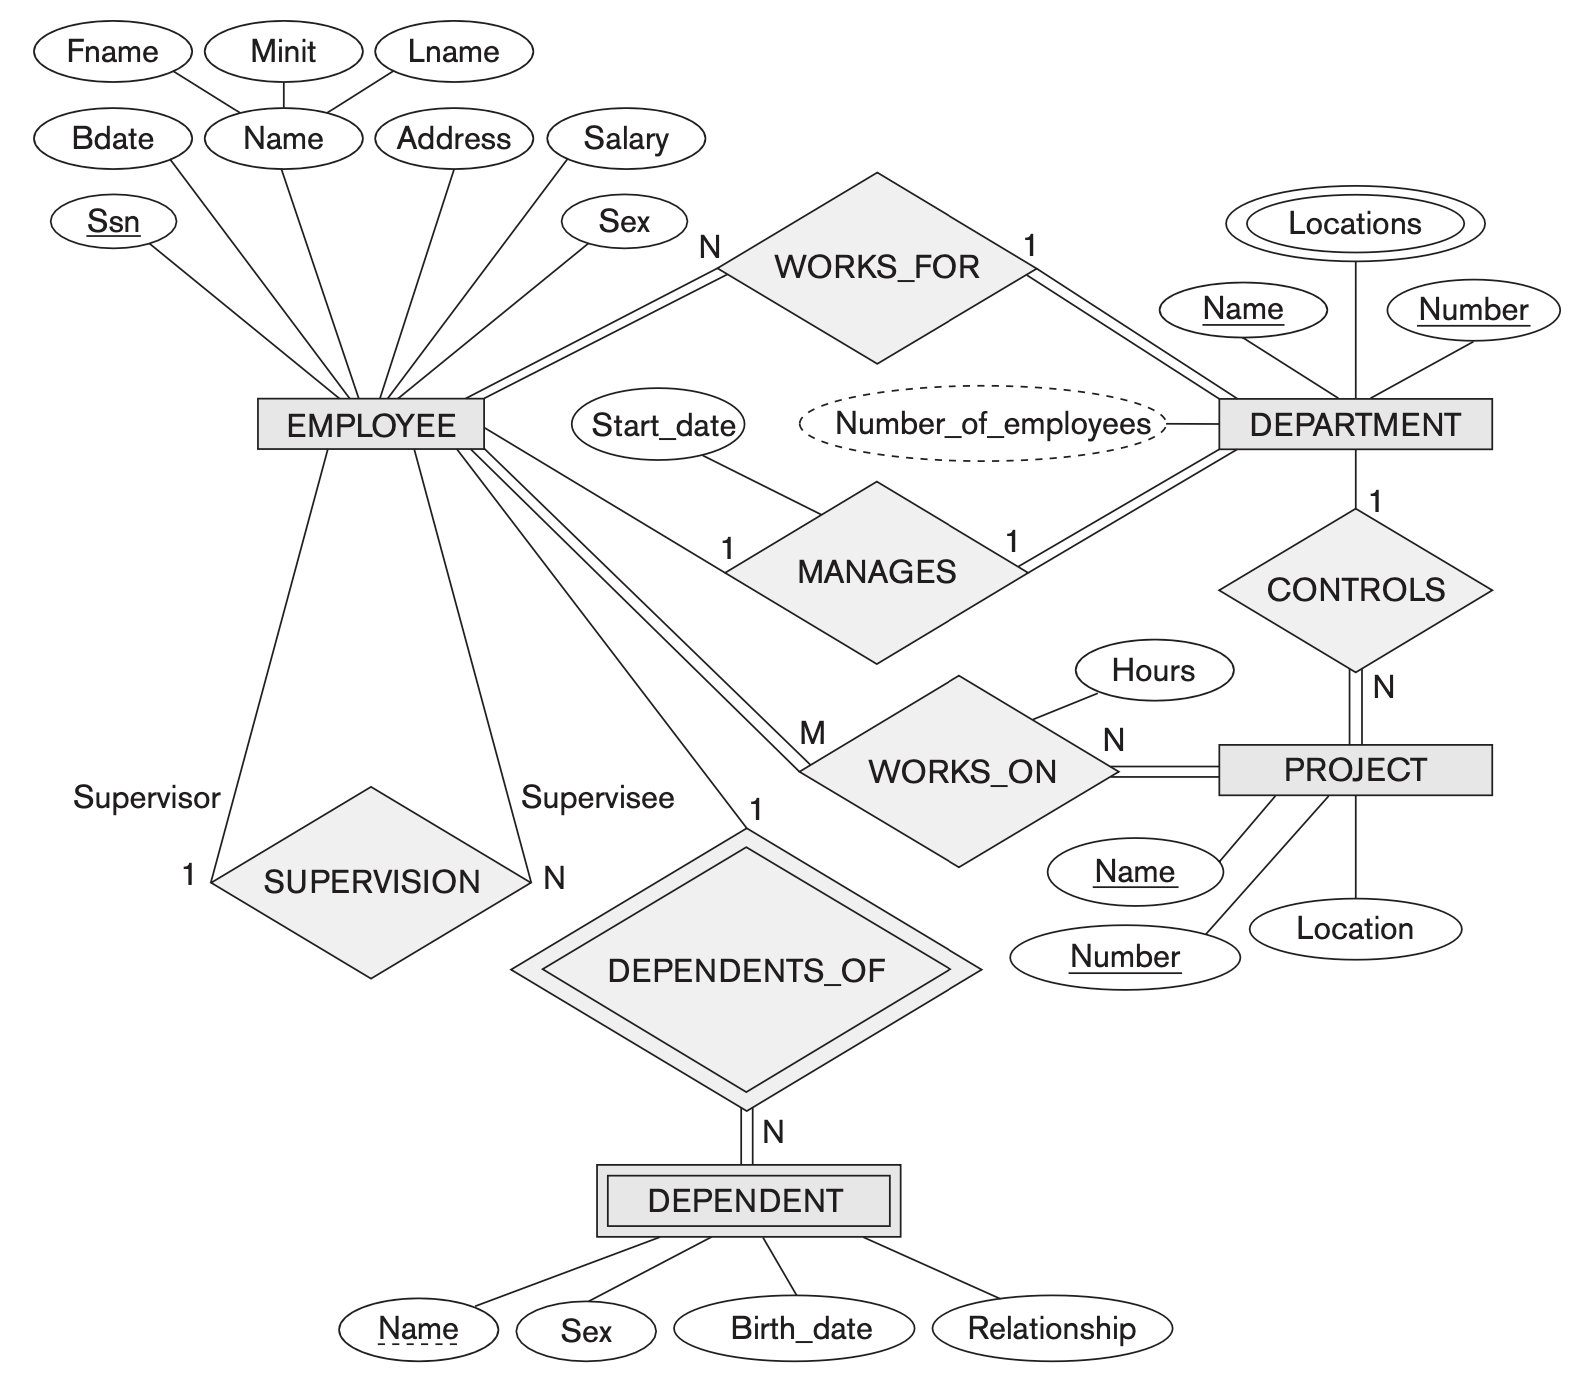 Fname
Minit
Lname
Bdate
Name
Address
Salary
Ssn
Sex
WORKS_FOR
N
1
Locations
Name
Number
EMPLOYEE
Start_date
Number_of_employees
DEPARTMENT
1
MANAGES
1
1
CONTROLS
N
Hours
M
WORKS_ON
N
PROJECT
Supervisor
Supervisee
1
SUPERVISION
N
1
Name
Number
Location
DEPENDENTS_OF
N
DEPENDENT
Name
Sex
Birth_date
Relationship